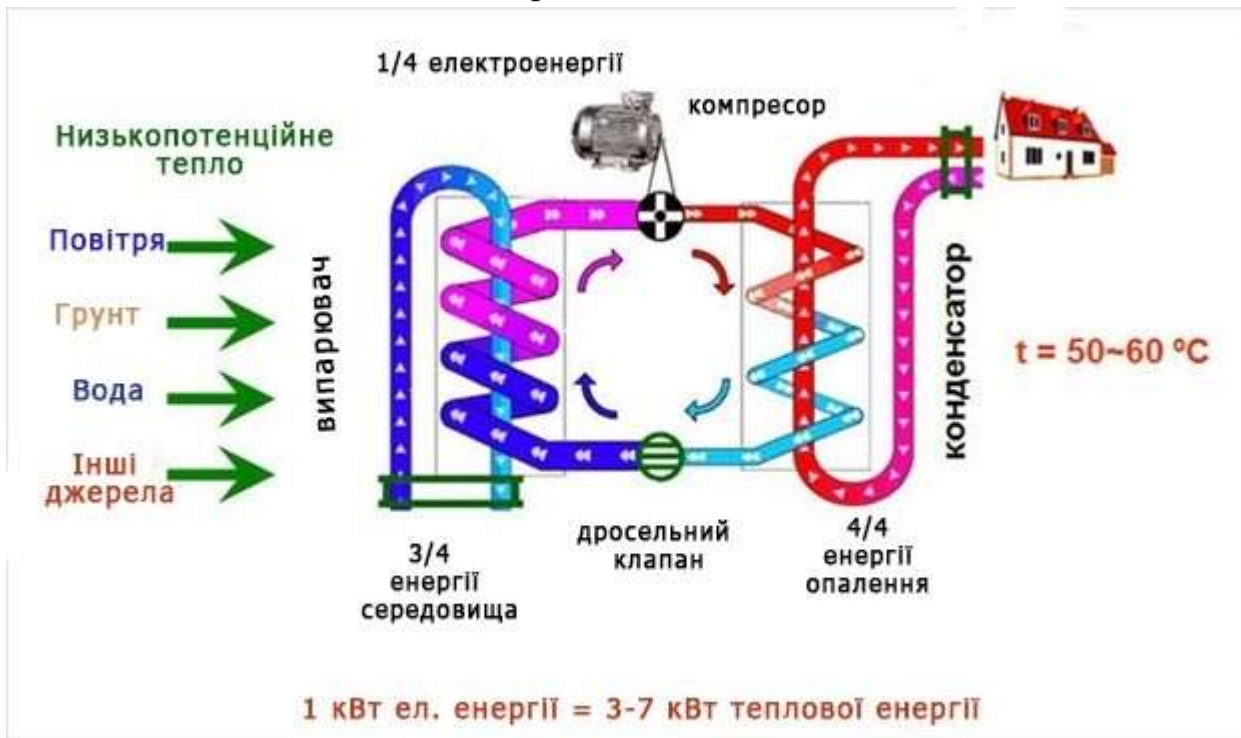 1/4 електроенергії
компресор
Низькопотенційне
тепло
Повітря
Грунт
Вода
Інші
джерела
випарювач
конденсатор
t = 50~60 ºC
дросельний
клапан
3/4
енергії
середовища
4/4
енергії
опалення
1 кВт ел. енергії = 3-7 кВт теплової енергії